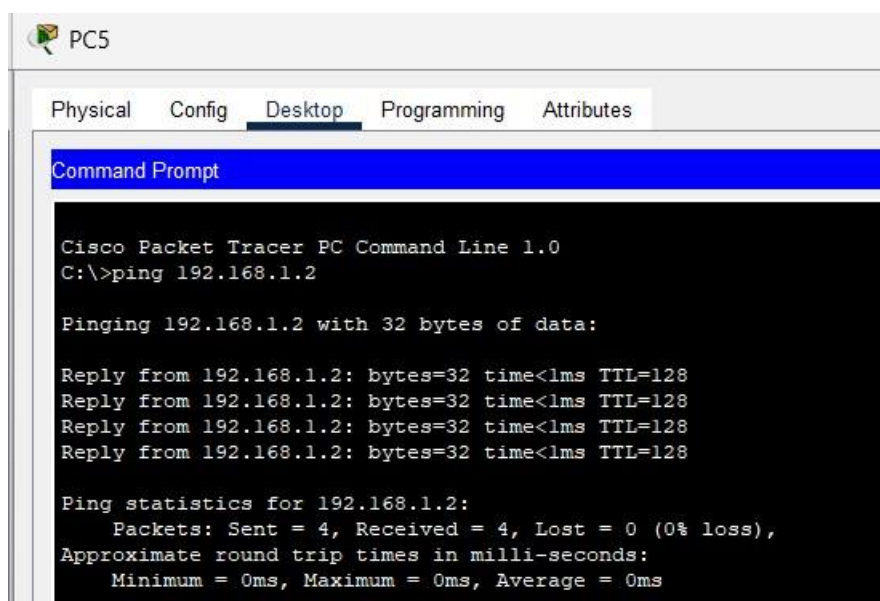 PC5
Physical Config Desktop Programming Attributes
Command Prompt
Cisco Packet Tracer PC Command Line 1.0
C:\>ping 192.168.1.2
Pinging 192.168.1.2 with 32 bytes of data:
Reply from 192.168.1.2: bytes=32 time<1ms TTL=128
Reply from 192.168.1.2: bytes=32 time<1ms TTL=128
Reply from 192.168.1.2: bytes=32 time<1ms TTL=128
Reply from 192.168.1.2: bytes=32 time<1ms TTL=128
Ping statistics for 192.168.1.2:
Packets: Sent = 4, Received = 4, Lost = 0 (0% loss),
Approximate round trip times in milli-seconds:
Minimum = 0ms, Maximum = 0ms, Average = 0ms